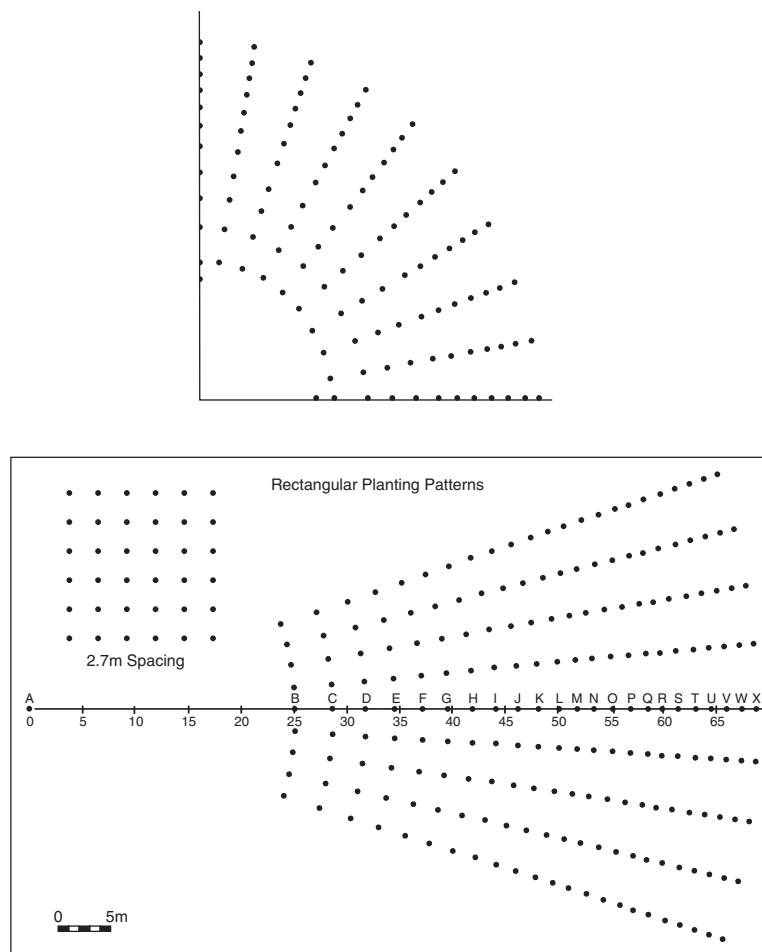 Rectangular Planting Patterns
2.7m Spacing
A B C D E F G H I J K L M N O P Q R S T U V W X
0 5 10 15 20 25 30 35 40 45 50 55 60 65
0 5m